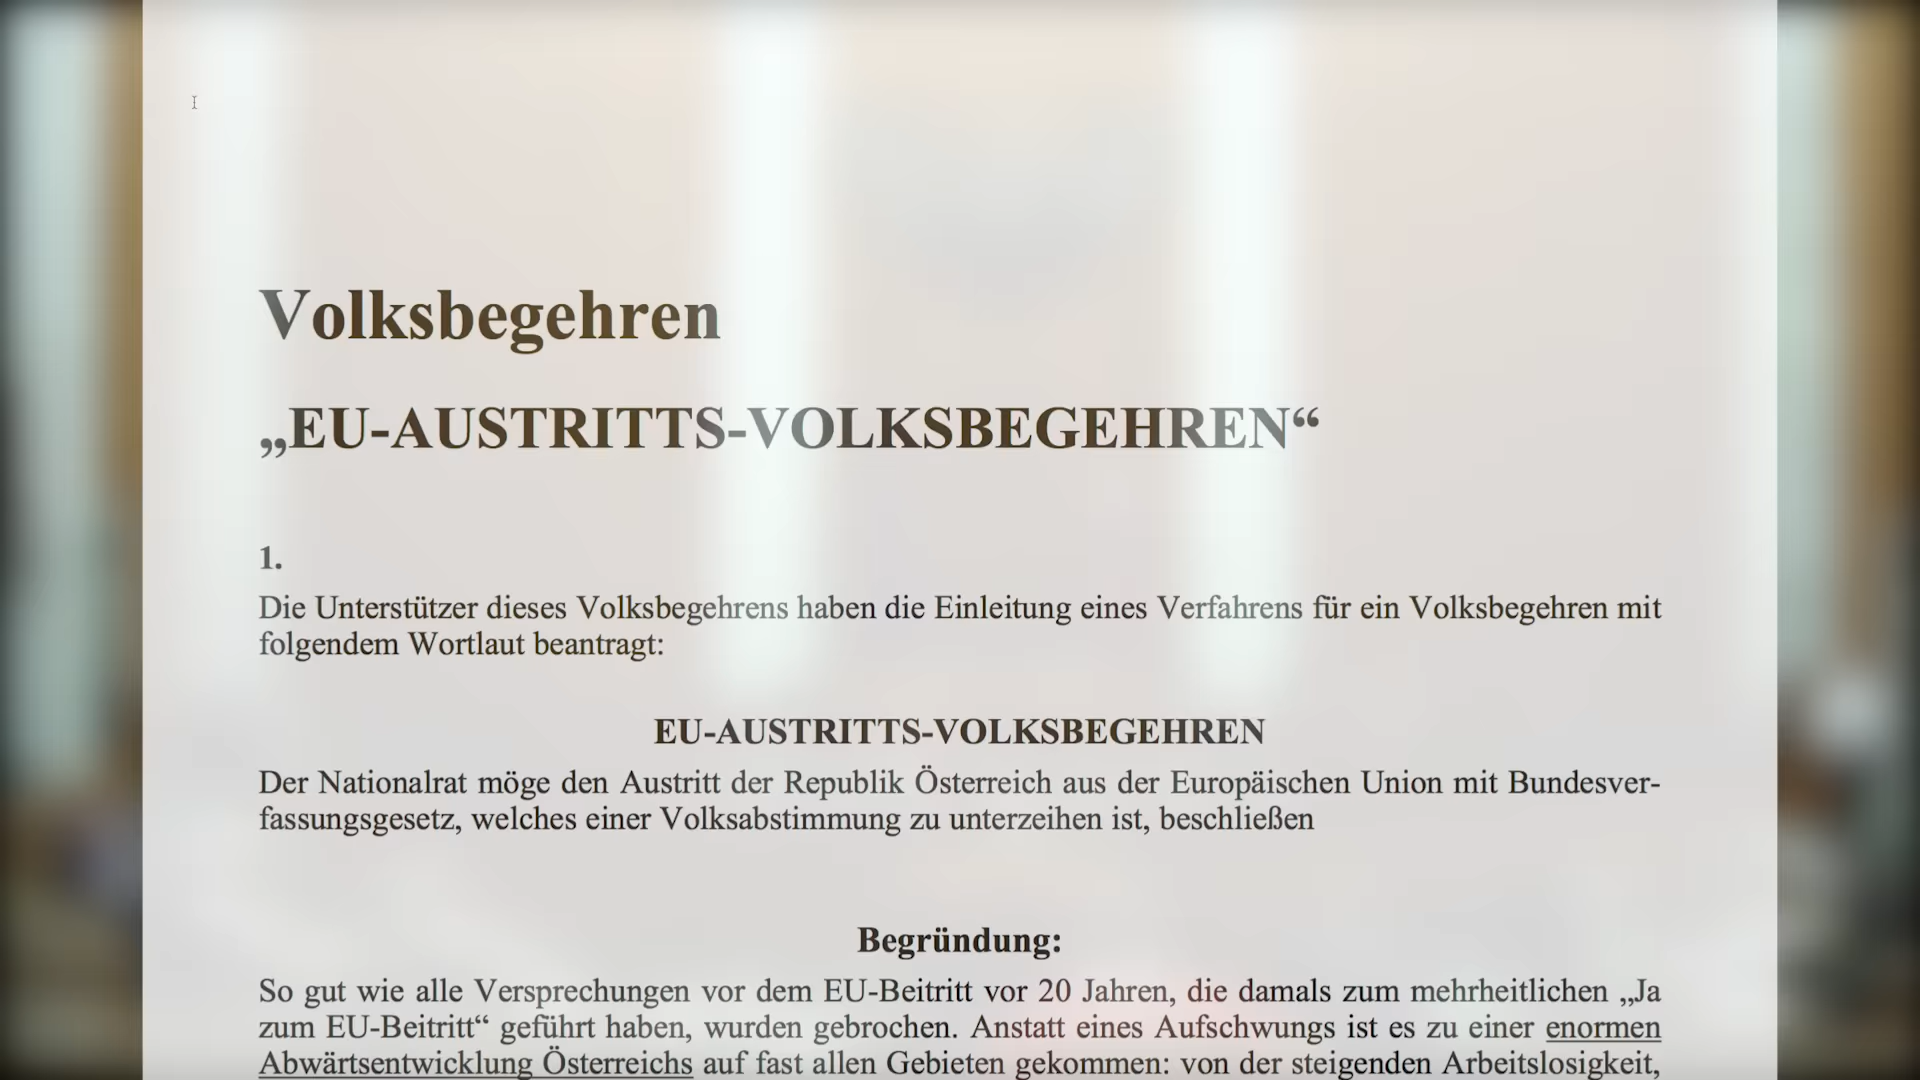 Volksbegehren
„EU-AUSTRITTS-VOLKSBEGEHREN“
1.
Die Unterstützer dieses Volksbegehrens haben die Einleitung eines Verfahrens für ein Volksbegehren mit
folgendem Wortlaut beantragt:
EU-AUSTRITTS-VOLKSBEGEHREN
Der Nationalrat möge den Austritt der Republik Österreich aus der Europäischen Union mit Bundesver-
fassungsgesetz, welches einer Volksabstimmung zu unterzeihen ist, beschließen
Begründung:
So gut wie alle Versprechungen vor dem EU-Beitritt vor 20 Jahren, die damals zum mehrheitlichen „Ja
zum EU-Beitritt“ geführt haben, wurden gebrochen. Anstatt eines Aufschwungs ist es zu einer enormen
Abwärtsentwicklung Österreichs auf fast allen Gebieten gekommen: von der steigenden Arbeitslosigkeit,